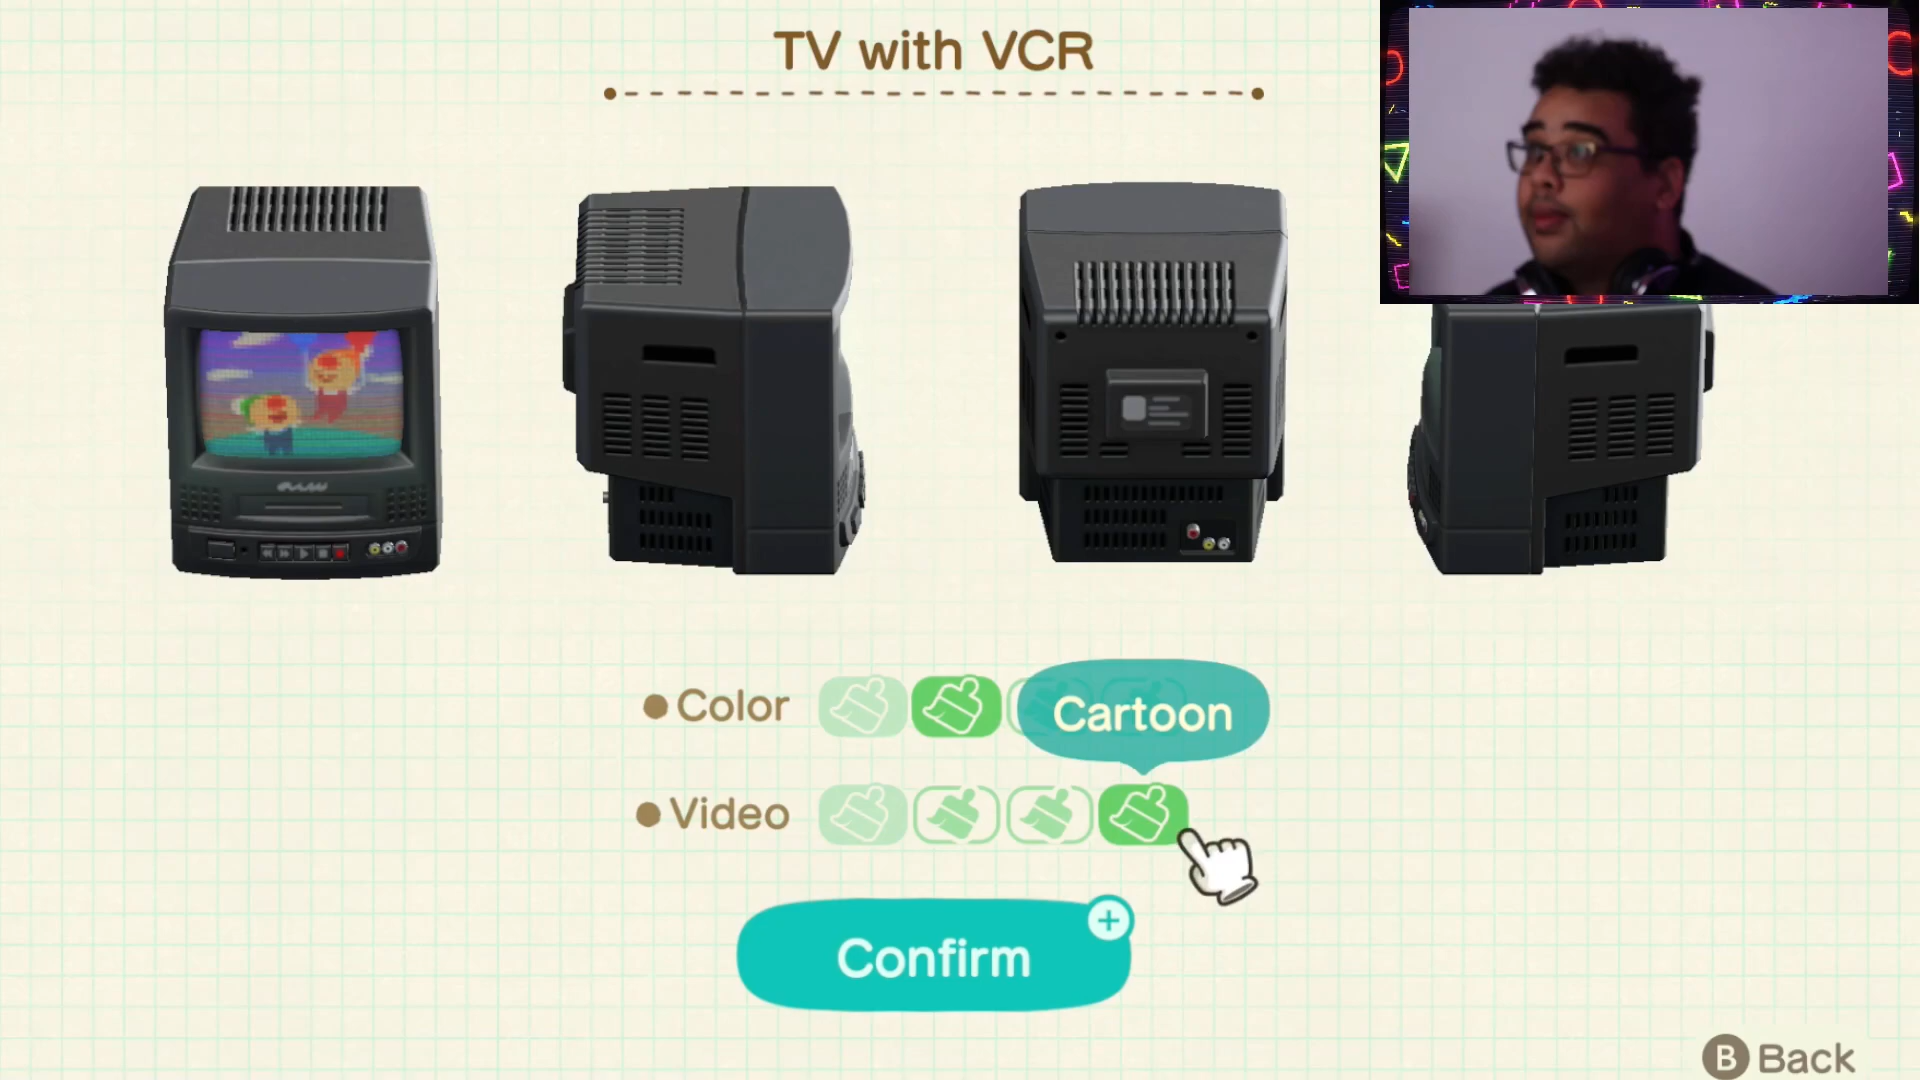 TV with VCR
Color
Cartoon
Video
Confirm
B Back